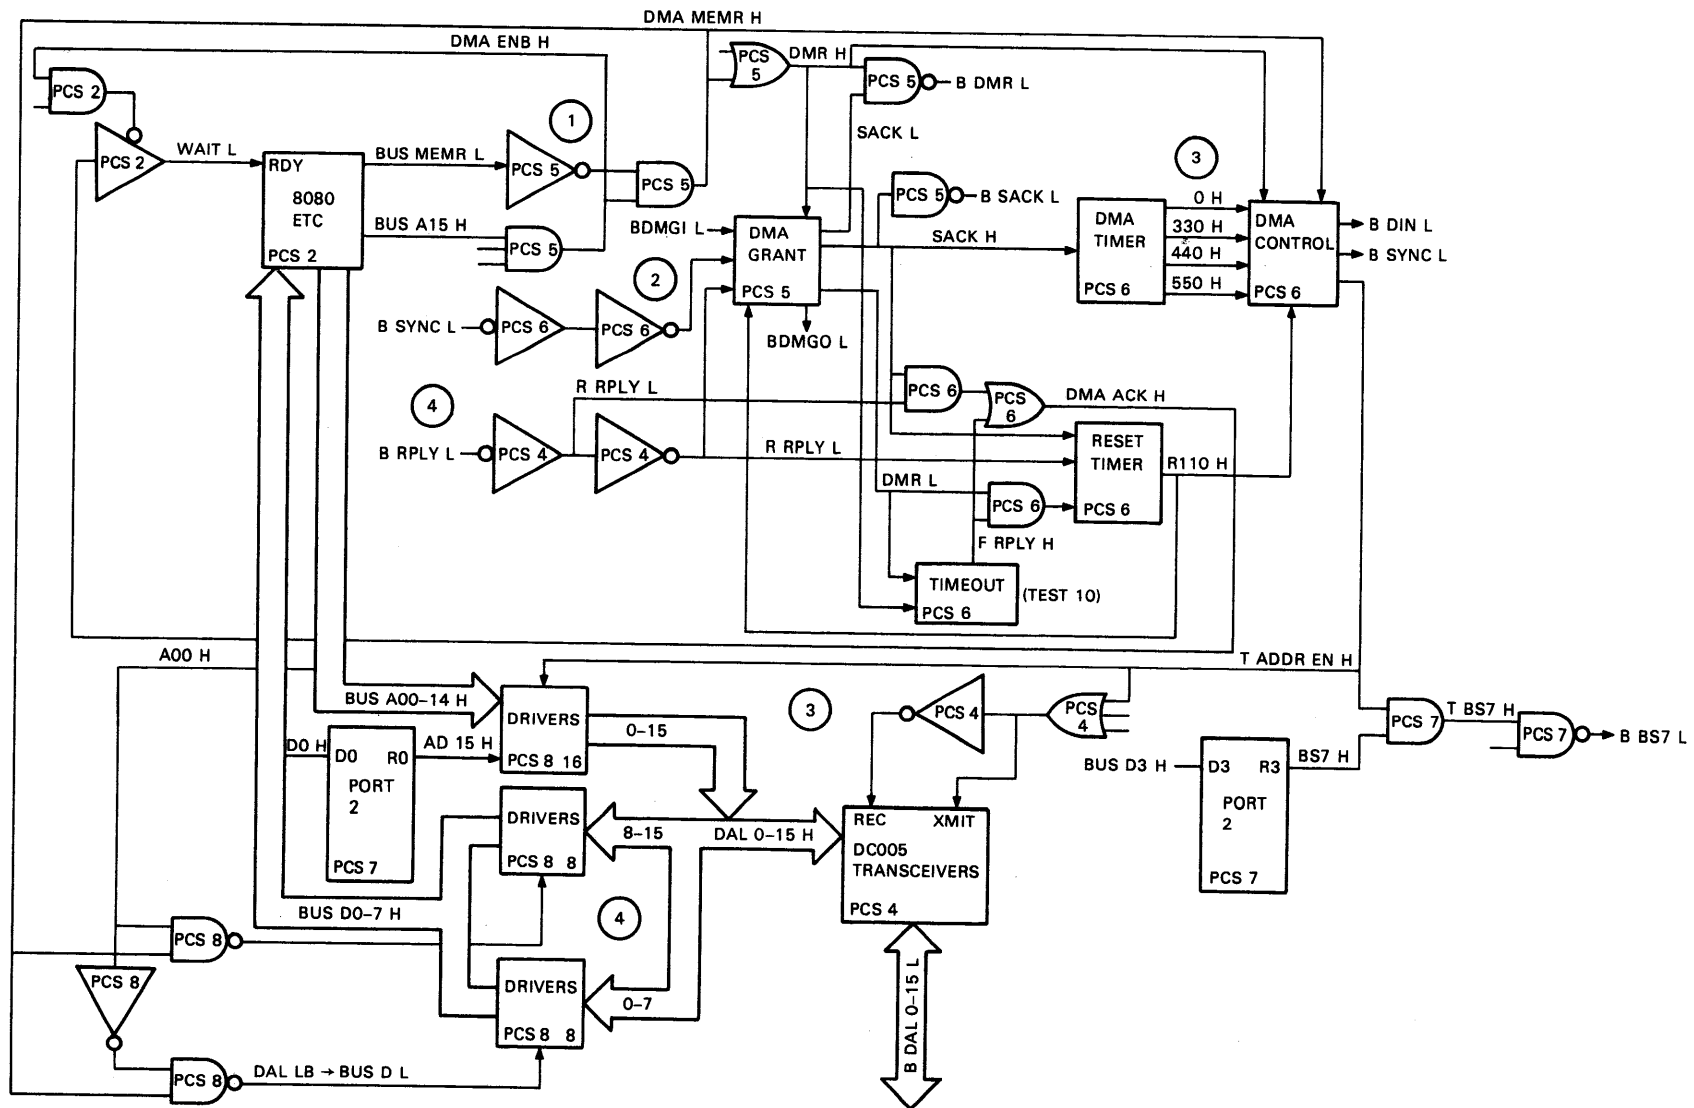 DMA MEMR H
DMA ENB H
PCS 2
PCS 2
WAIT L
RDY
8080
ETC
PCS 2
BUS MEMR L
BUS A15 H
1
PCS 5
PCS 5
PCS 5
PCS
5
DMR H
PCS 5
B DMR L
SACK L
PCS 5
B SACK L
BDMGI L
DMA
GRANT
PCS 5
SACK H
BDMGO L
3
DMA
TIMER
PCS 6
0 H
330 H
440 H
550 H
DMA
CONTROL
PCS 6
B DIN L
B SYNC L
2
B SYNC L
PCS 6
PCS 6
4
R RPLY L
B RPLY L
PCS 4
PCS 4
R RPLY L
PCS 6
PCS
6
DMA ACK H
RESET
TIMER
PCS 6
R110 H
DMR L
PCS 6
F RPLY H
TIMEOUT
PCS 6
(TEST 10)
A00 H
T ADDR EN H
BUS A00-14 H
DRIVERS
PCS 8 16
0-15
3
PCS 4
PCS
4
PCS 7
T BS7 H
PCS 7
B BS7 L
D0 H
D0
R0
PORT
2
PCS 7
AD 15 H
BUS D3 H
D3
R3
PORT
2
PCS 7
BS7 H
DRIVERS
PCS 8 8
8-15
DAL 0-15 H
REC
XMIT
DC005
TRANSCEIVERS
PCS 4
BUS D0-7 H
4
PCS 8
PCS 8
DRIVERS
PCS 8 8
0-7
B DAL 0-15 L
PCS 8
DAL LB → BUS D L